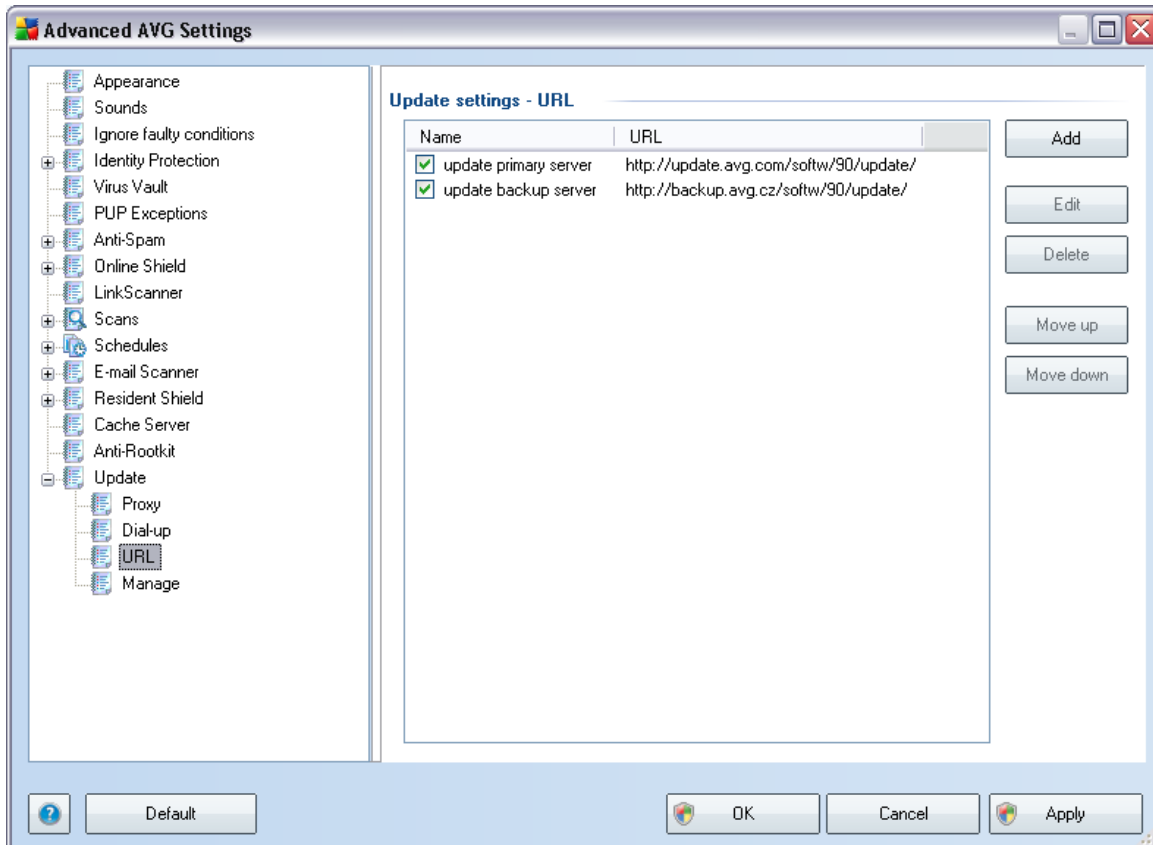 Advanced AVG Settings
Appearance
Sounds
Ignore faulty conditions
Identity Protection
Virus Vault
PUP Exceptions
Anti-Spam
Online Shield
LinkScanner
Scans
Schedules
E-mail Scanner
Resident Shield
Cache Server
Anti-Rootkit
Update
Proxy
Dial-up
URL
Manage
Update settings - URL
Name URL
update primary server http://update.avg.com/softw/90/update/
update backup server http://backup.avg.cz/softw/90/update/
Add
Edit
Delete
Move up
Move down
? Default OK Cancel Apply